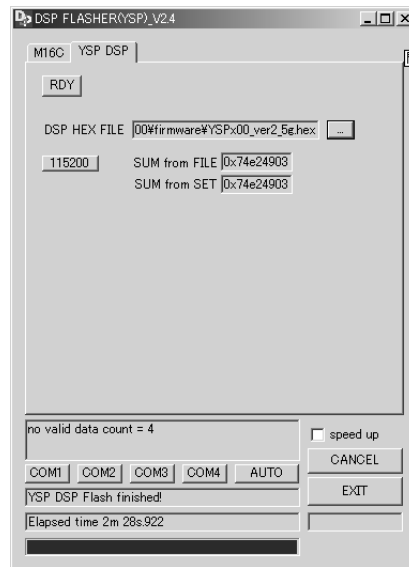 DSP FLASHER(YSP)_V2.4
M16C YSP DSP
RDY
DSP HEX FILE 00¥firmware¥YSPx00_ver2_5g.hex ...
115200 SUM from FILE 0x74e24903
SUM from SET 0x74e24903
no valid data count = 4
speed up
CANCEL
COM1 COM2 COM3 COM4 AUTO
YSP DSP Flash finished!
EXIT
Elapsed time 2m 28s.922